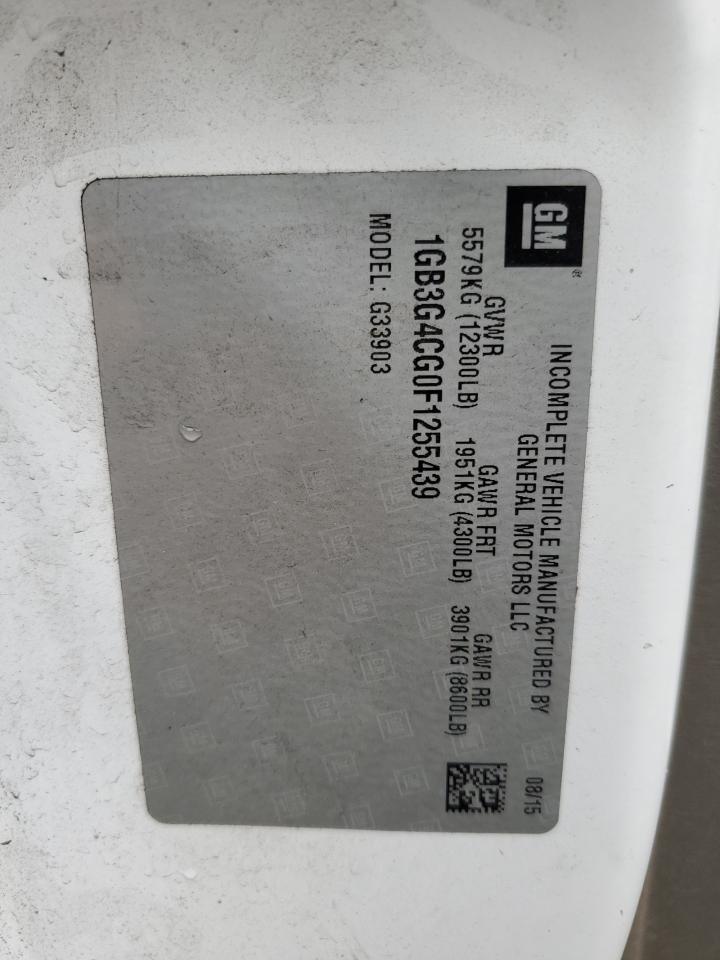 GM
INCOMPLETE VEHICLE MANUFACTURED BY
GENERAL MOTORS LLC
08/15
GVWR GAWR FRT GAWR RR
5579KG (12300LB) 1951KG (4300LB) 3901KG (8600LB)
1GB3G4CG0F1255439
MODEL: G33903